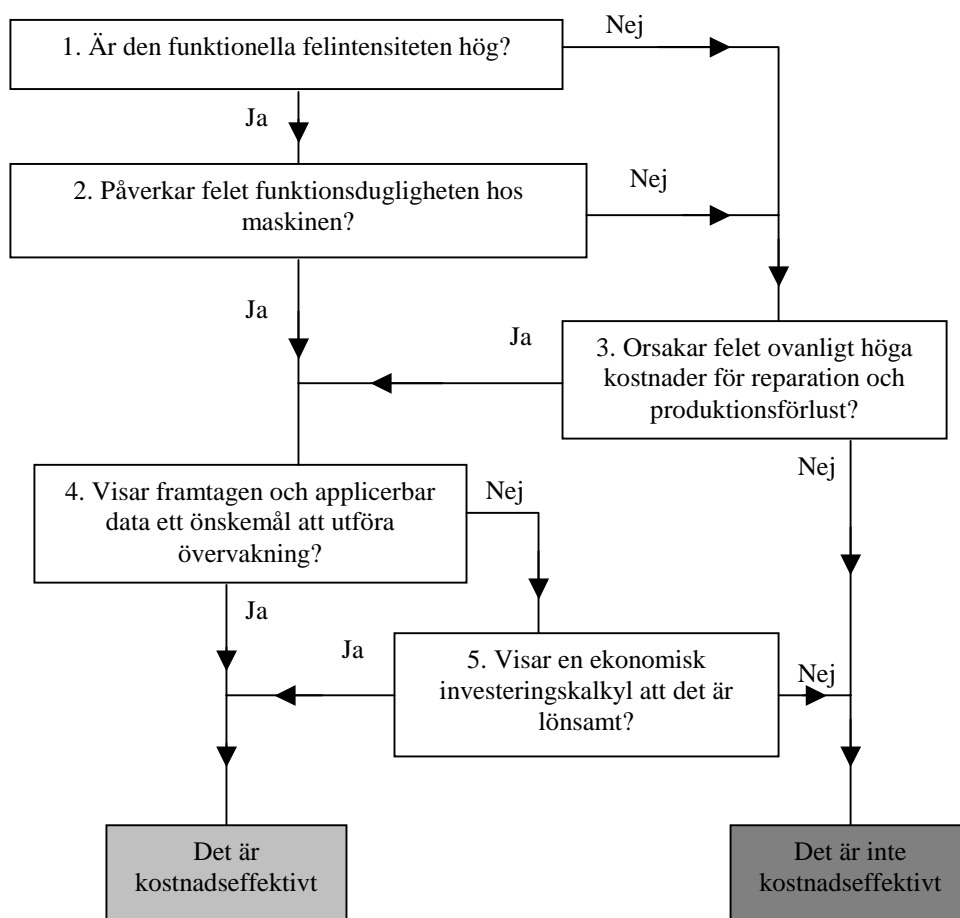 1. Är den funktionella felintensiteten hög?
Nej
Ja
2. Påverkar felet funktionsdugligheten hos
maskinen?
Nej
Ja
Ja
3. Orsakar felet ovanligt höga
kostnader för reparation och
produktionsförlust?
Nej
4. Visar framtagen och applicerbar
data ett önskemål att utföra
övervakning?
Nej
Ja
Ja
5. Visar en ekonomisk
investeringskalkyl att det är
lönsamt?
Nej
Det är
kostnadseffektivt
Det är inte
kostnadseffektivt